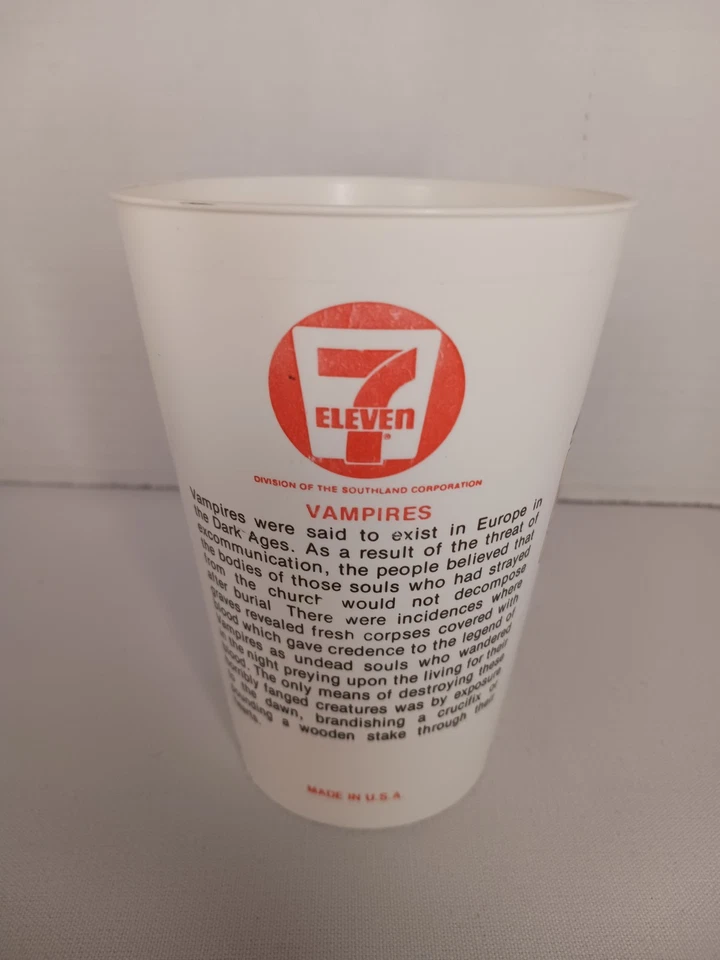 7
ELEVEn
®
DIVISION OF THE SOUTHLAND CORPORATION
VAMPIRES
Vampires were said to exist in Europe in
the Dark Ages. As a result of the threat of
excommunication, the people believed that
the bodies of those souls who had strayed
from the church would not decompose
after burial There were incidences where
graves revealed fresh corpses covered with
blood which gave credence to the legend of
Vampires as undead souls who wandered
in the night preying upon the living for their
blood. The only means of destroying these
horribly fanged creatures was by exposure
to the dawn, brandishing a crucifix or
pounding a wooden stake through their
hearts.
MADE IN U.S.A.